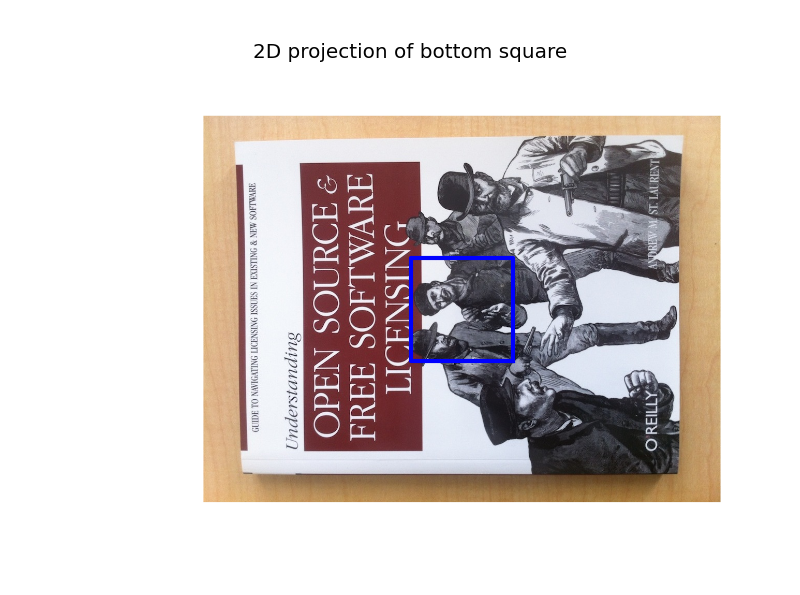 2D projection of bottom square
GUIDE TO NAVIGATING LICENSING ISSUES IN EXISTING & NEW SOFTWARE
Understanding
OPEN SOURCE &
FREE SOFTWARE
LICENSING
ANDREW M. ST. LAURENT
O'REILLY